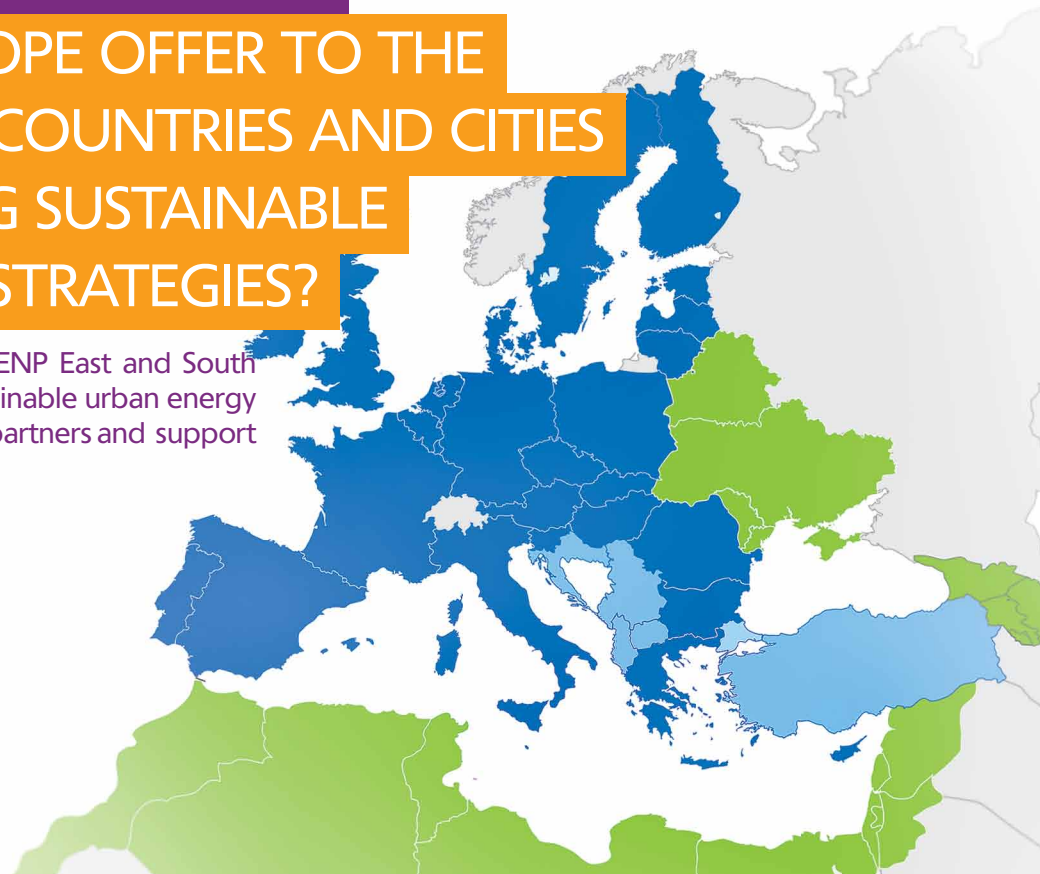 OPE OFFER TO THE
COUNTRIES AND CITIES
G SUSTAINABLE
STRATEGIES?
ENP East and South
inable urban energy
partners and support